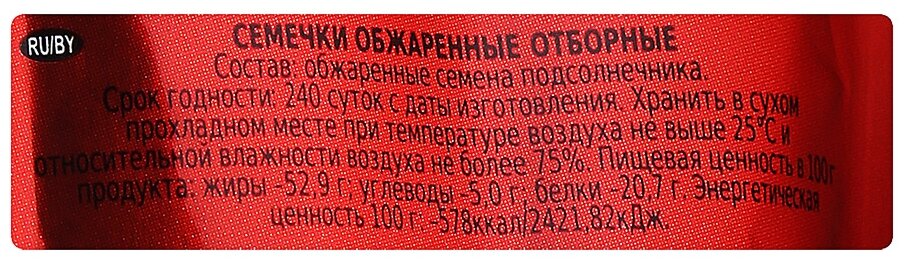 RU/BY
СЕМЕЧКИ ОБЖАРЕННЫЕ ОТБОРНЫЕ
Состав: обжаренные семена подсолнечника.
Срок годности: 240 суток с даты изготовления. Хранить в сухом
прохладном месте при температуре воздуха не выше 25°С и
относительной влажности воздуха не более 75%. Пищевая ценность в 100г
продукта: жиры -52,9 г; углеводы -5,0 г; белки -20,7 г. Энергетическая
ценность 100 г: -578ккал/2421,82кДж.